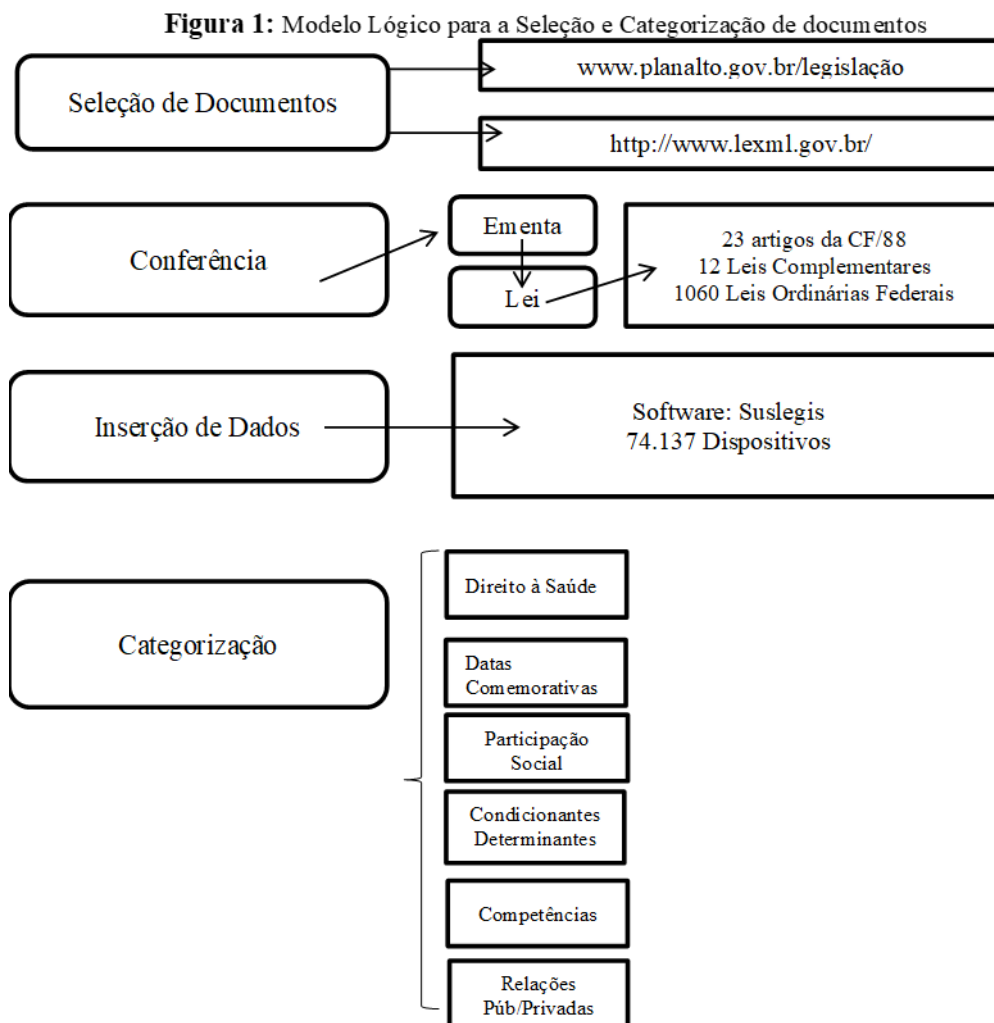 Figura 1: Modelo Lógico para a Seleção e Categorização de documentos
Seleção de Documentos
www.planalto.gov.br/legislação
http://www.lexml.gov.br/
Conferência
Ementa
Lei
23 artigos da CF/88
12 Leis Complementares
1060 Leis Ordinárias Federais
Inserção de Dados
Software: Suslegis
74.137 Dispositivos
Categorização
Direito à Saúde
Datas
Comemorativas
Participação
Social
Condicionantes
Determinantes
Competências
Relações
Púb/Privadas